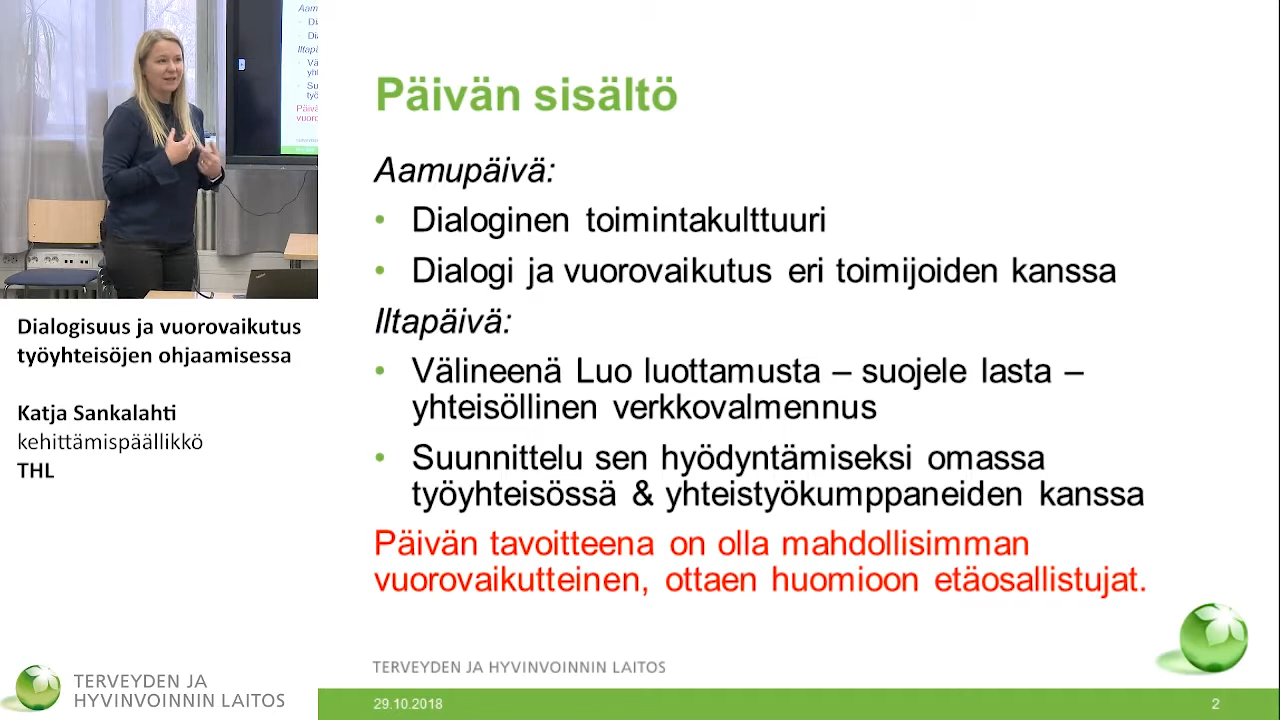 Dialogisuus ja vuorovaikutus
työyhteisöjen ohjaamisessa
Katja Sankalahti
kehittämispäällikkö
THL
TERVEYDEN JA
HYVINVOINNIN LAITOS
Päivän sisältö
Aamupäivä:
• Dialoginen toimintakulttuuri
• Dialogi ja vuorovaikutus eri toimijoiden kanssa
Iltapäivä:
• Välineenä Luo luottamusta – suojele lasta –
yhteisöllinen verkkovalmennus
• Suunnittelu sen hyödyntämiseksi omassa
työyhteisössä & yhteistyökumppaneiden kanssa
Päivän tavoitteena on olla mahdollisimman
vuorovaikutteinen, ottaen huomioon etäosallistujat.
TERVEYDEN JA HYVINVOINNIN LAITOS
29.10.2018
2